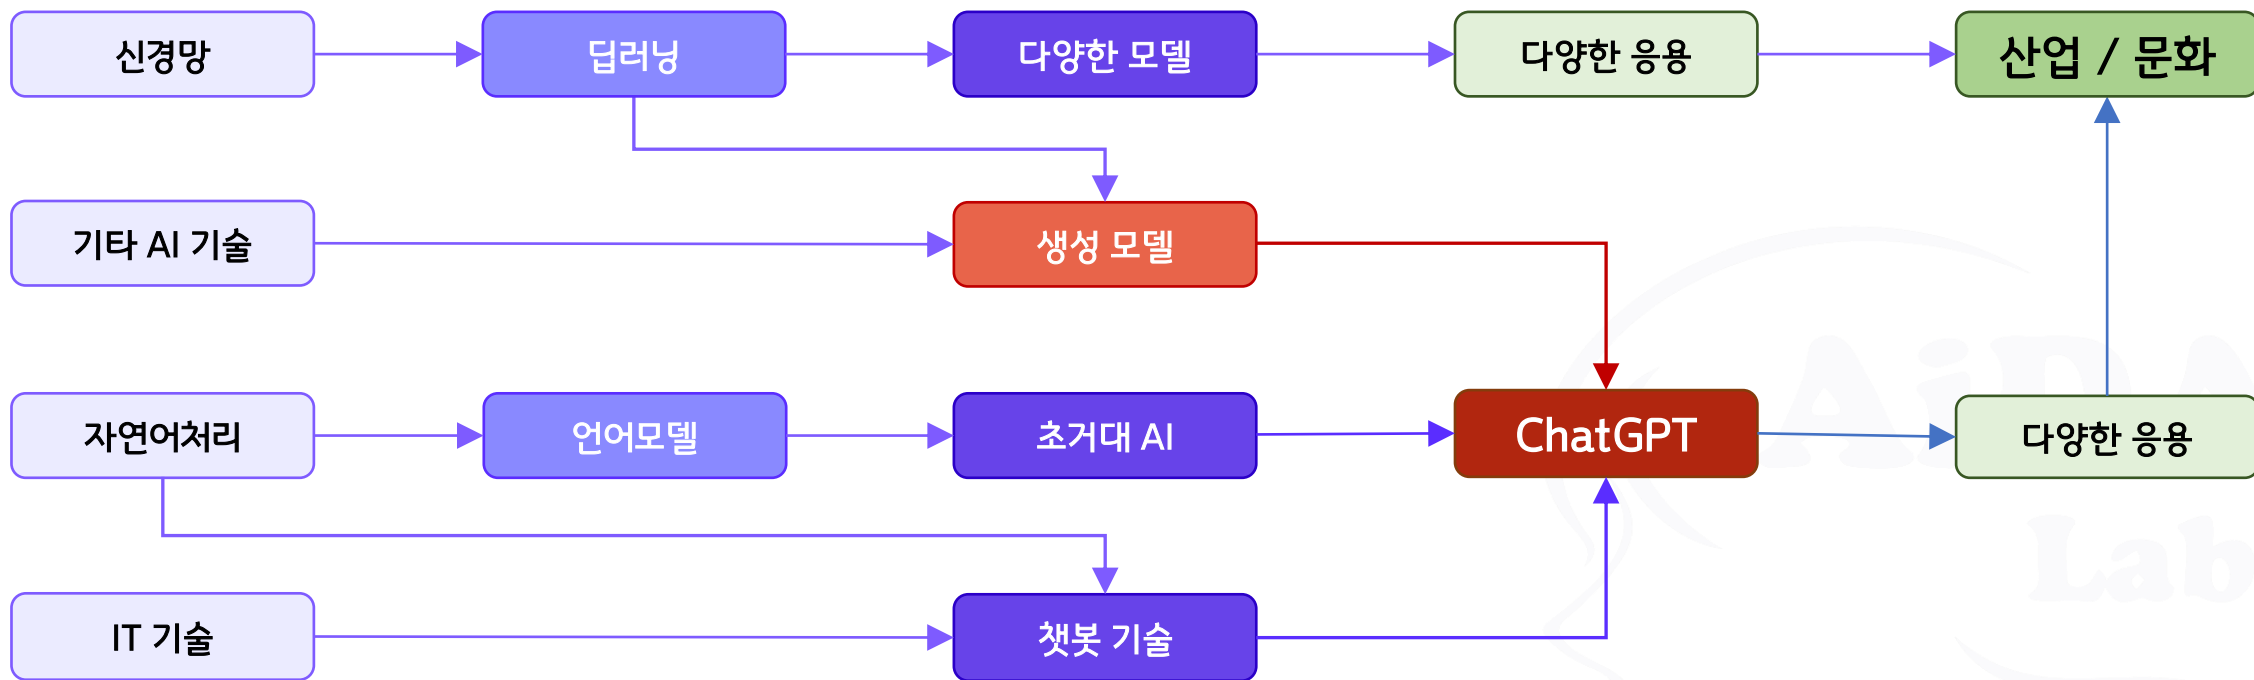 신경망
딥러닝
다양한 모델
다양한 응용
산업 / 문화
기타 AI 기술
생성 모델
자연어처리
언어모델
초거대 AI
ChatGPT
다양한 응용
IT 기술
챗봇 기술
AiDA
Lab